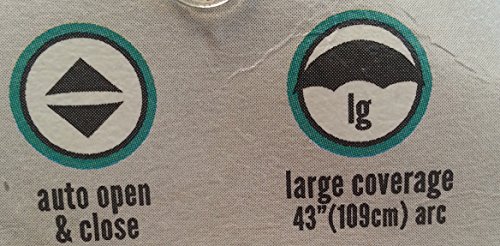 auto open
& close
lg
large coverage
43"(109cm) arc